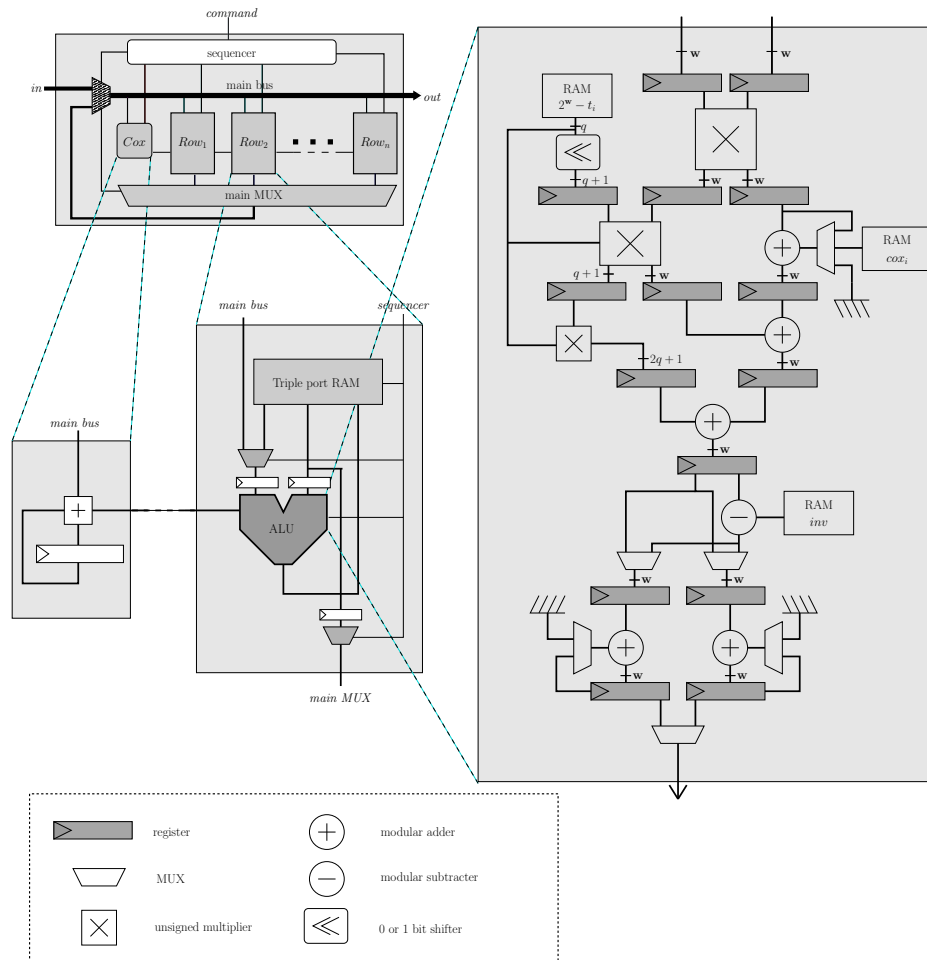 command
sequencer
in
main bus
out
Cox
Row₁
Row₂
Rowₙ
main MUX
main bus
sequencer
Triple port RAM
ALU
main MUX
main bus
w
w
RAM
2ʷ − tᵢ
q
q + 1
w
w
RAM
coxᵢ
q + 1
w
w
2q + 1
w
w
RAM
inv
w
w
w
w
register
modular adder
MUX
modular subtracter
unsigned multiplier
0 or 1 bit shifter